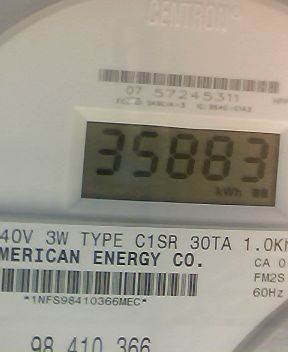 CENTRON®
07 57245311
35883
kWh
40V 3W TYPE C1SR 30TA 1.0K
MERICAN ENERGY CO.
CA 0
FM2S
60Hz
*1NFS98410366MEC*
98 410 366